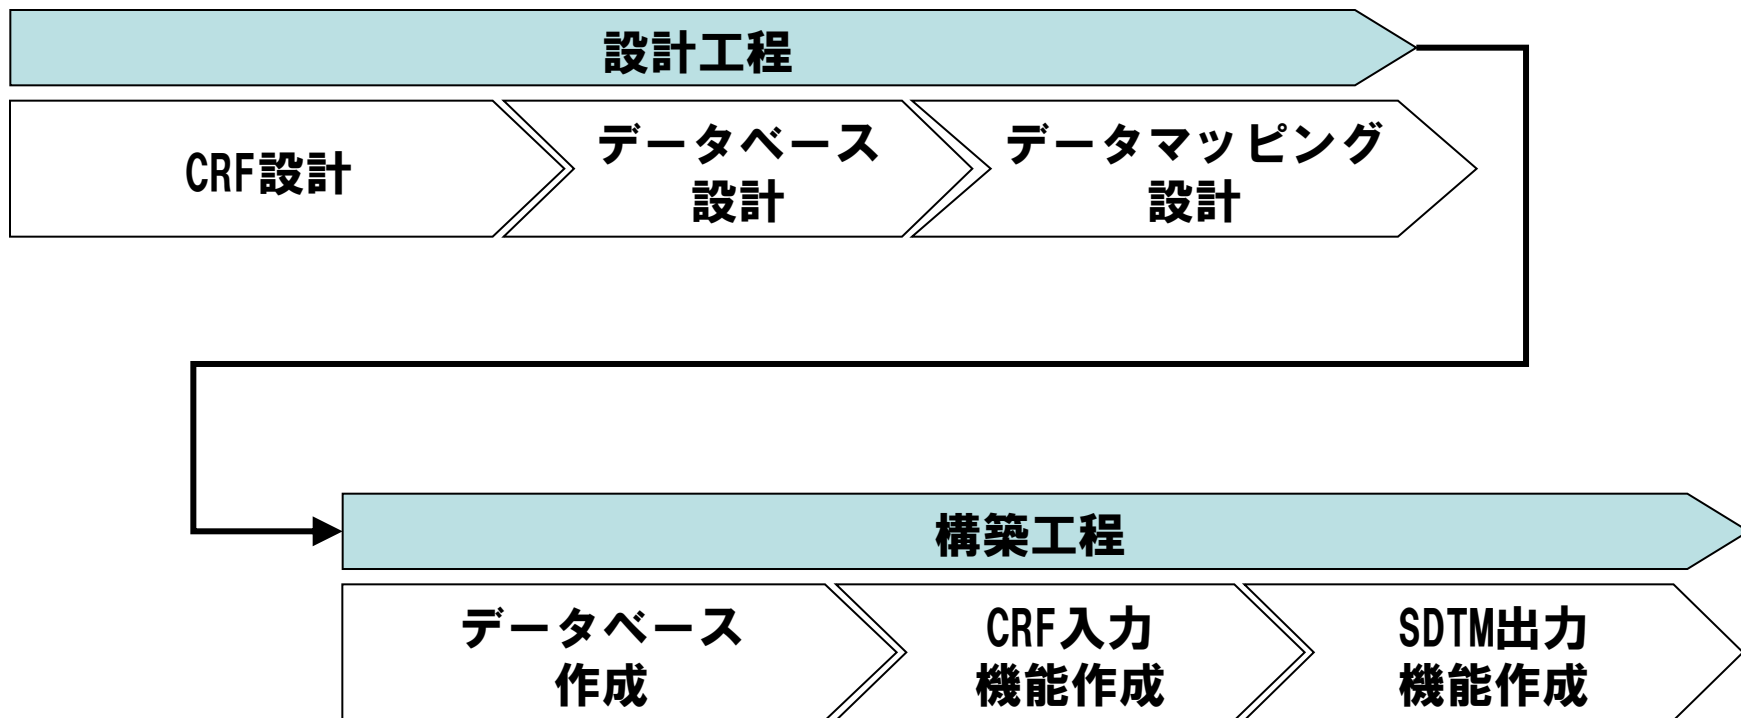 設計工程
CRF設計
データベース
設計
データマッピング
設計
構築工程
データベース
作成
CRF入力
機能作成
SDTM出力
機能作成